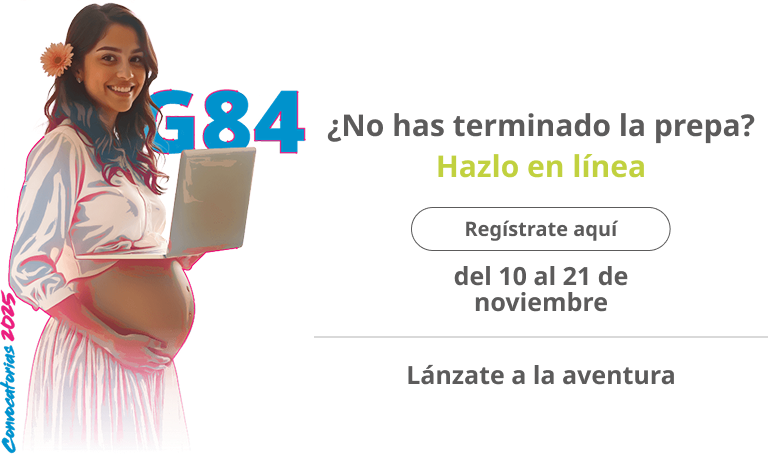 G84
¿No has terminado la prepa?
Hazlo en línea
Regístrate aquí
del 10 al 21 de
noviembre
Lánzate a la aventura
Convocatorias 2025